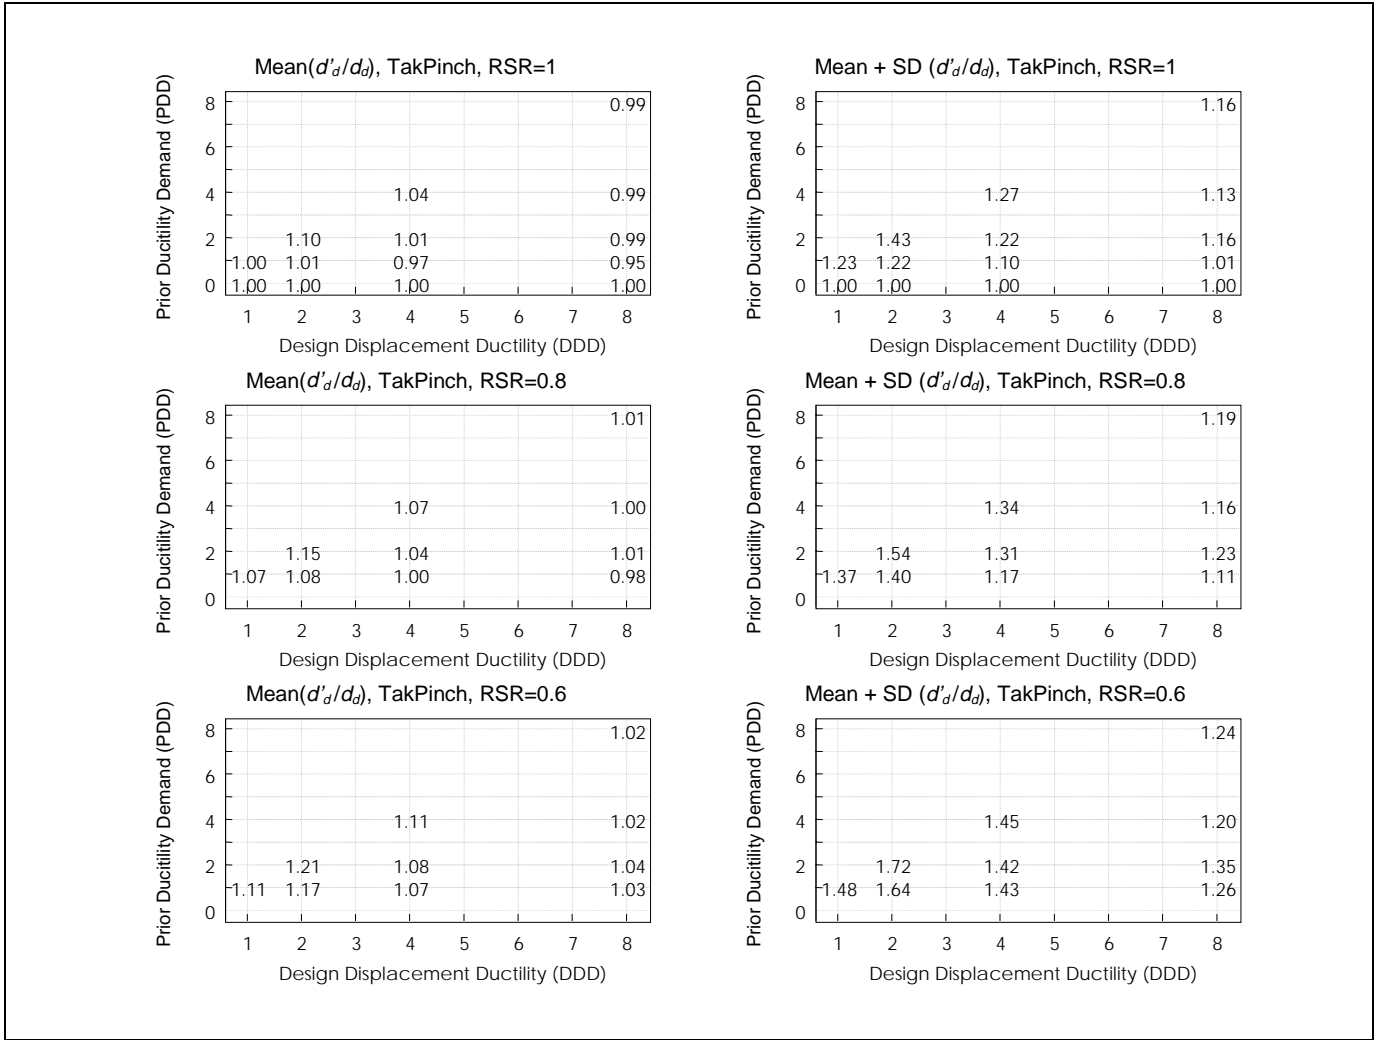 Mean(d'd/dd), TakPinch, RSR=1
Prior Ducitility Demand (PDD)
8 0.99
6
4 1.04 0.99
2 1.10 1.01 0.99
1.00 1.01 0.97 0.95
0 1.00 1.00 1.00 1.00
1 2 3 4 5 6 7 8
Design Displacement Ductility (DDD)
Mean + SD (d'd/dd), TakPinch, RSR=1
Prior Ducitility Demand (PDD)
8 1.16
6
4 1.27 1.13
2 1.43 1.22 1.16
1.23 1.22 1.10 1.01
0 1.00 1.00 1.00 1.00
1 2 3 4 5 6 7 8
Design Displacement Ductility (DDD)
Mean(d'd/dd), TakPinch, RSR=0.8
Prior Ducitility Demand (PDD)
8 1.01
6
4 1.07 1.00
2 1.15 1.04 1.01
1.07 1.08 1.00 0.98
0
1 2 3 4 5 6 7 8
Design Displacement Ductility (DDD)
Mean + SD (d'd/dd), TakPinch, RSR=0.8
Prior Ducitility Demand (PDD)
8 1.19
6
4 1.34 1.16
2 1.54 1.31 1.23
1.37 1.40 1.17 1.11
0
1 2 3 4 5 6 7 8
Design Displacement Ductility (DDD)
Mean(d'd/dd), TakPinch, RSR=0.6
Prior Ducitility Demand (PDD)
8 1.02
6
4 1.11 1.02
2 1.21 1.08 1.04
1.11 1.17 1.07 1.03
0
1 2 3 4 5 6 7 8
Design Displacement Ductility (DDD)
Mean + SD (d'd/dd), TakPinch, RSR=0.6
Prior Ducitility Demand (PDD)
8 1.24
6
4 1.45 1.20
2 1.72 1.42 1.35
1.48 1.64 1.43 1.26
0
1 2 3 4 5 6 7 8
Design Displacement Ductility (DDD)